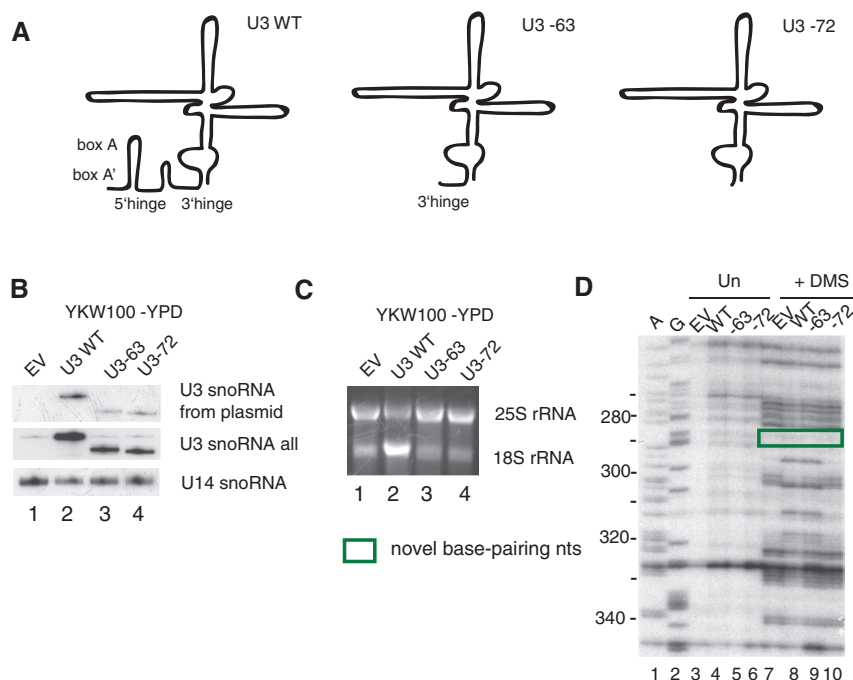 A
U3 WT
U3 -63
U3 -72
box A
box A'
5'hinge 3'hinge
3'hinge
B
YKW100 -YPD
EV U3 WT U3-63 U3-72
U3 snoRNA
from plasmid
U3 snoRNA all
U14 snoRNA
1 2 3 4
C
YKW100 -YPD
EV U3 WT U3-63 U3-72
25S rRNA
18S rRNA
1 2 3 4
novel base-pairing nts
D
Un + DMS
A G EV WT -63 -72 EV WT -63 -72
280-
300-
320-
340-
1 2 3 4 5 6 7 8 9 10